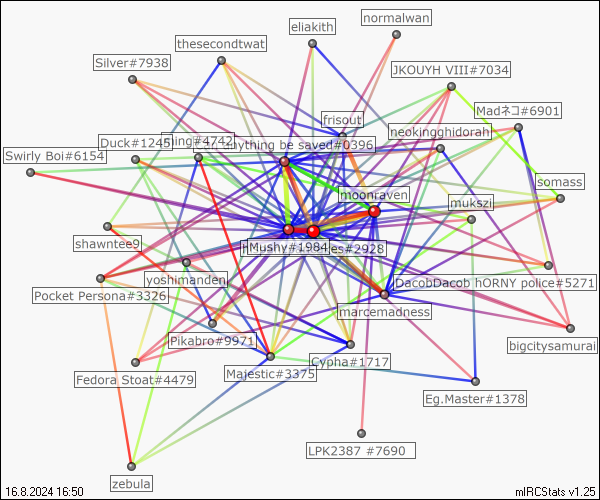 normalwan
eliakith
thesecondtwat
Silver#7938
JKOUYH VIII#7034
Madネコ#6901
frisout
neokingghidorah
Duck#1245
hing#4742
anything be saved#0396
Swirly Boi#6154
somass
moonraven
mukszi
shawntee9
Mushy#1984
es#2928
yoshimanden
DacobDacob hORNY police#5271
Pocket Persona#3326
marcemadness
Pikabro#9971
bigcitysamurai
Cypha#1717
Majestic#3375
Fedora Stoat#4479
Eg.Master#1378
LPK2387 #7690
zebula
16.8.2024 16:50
mIRCStats v1.25